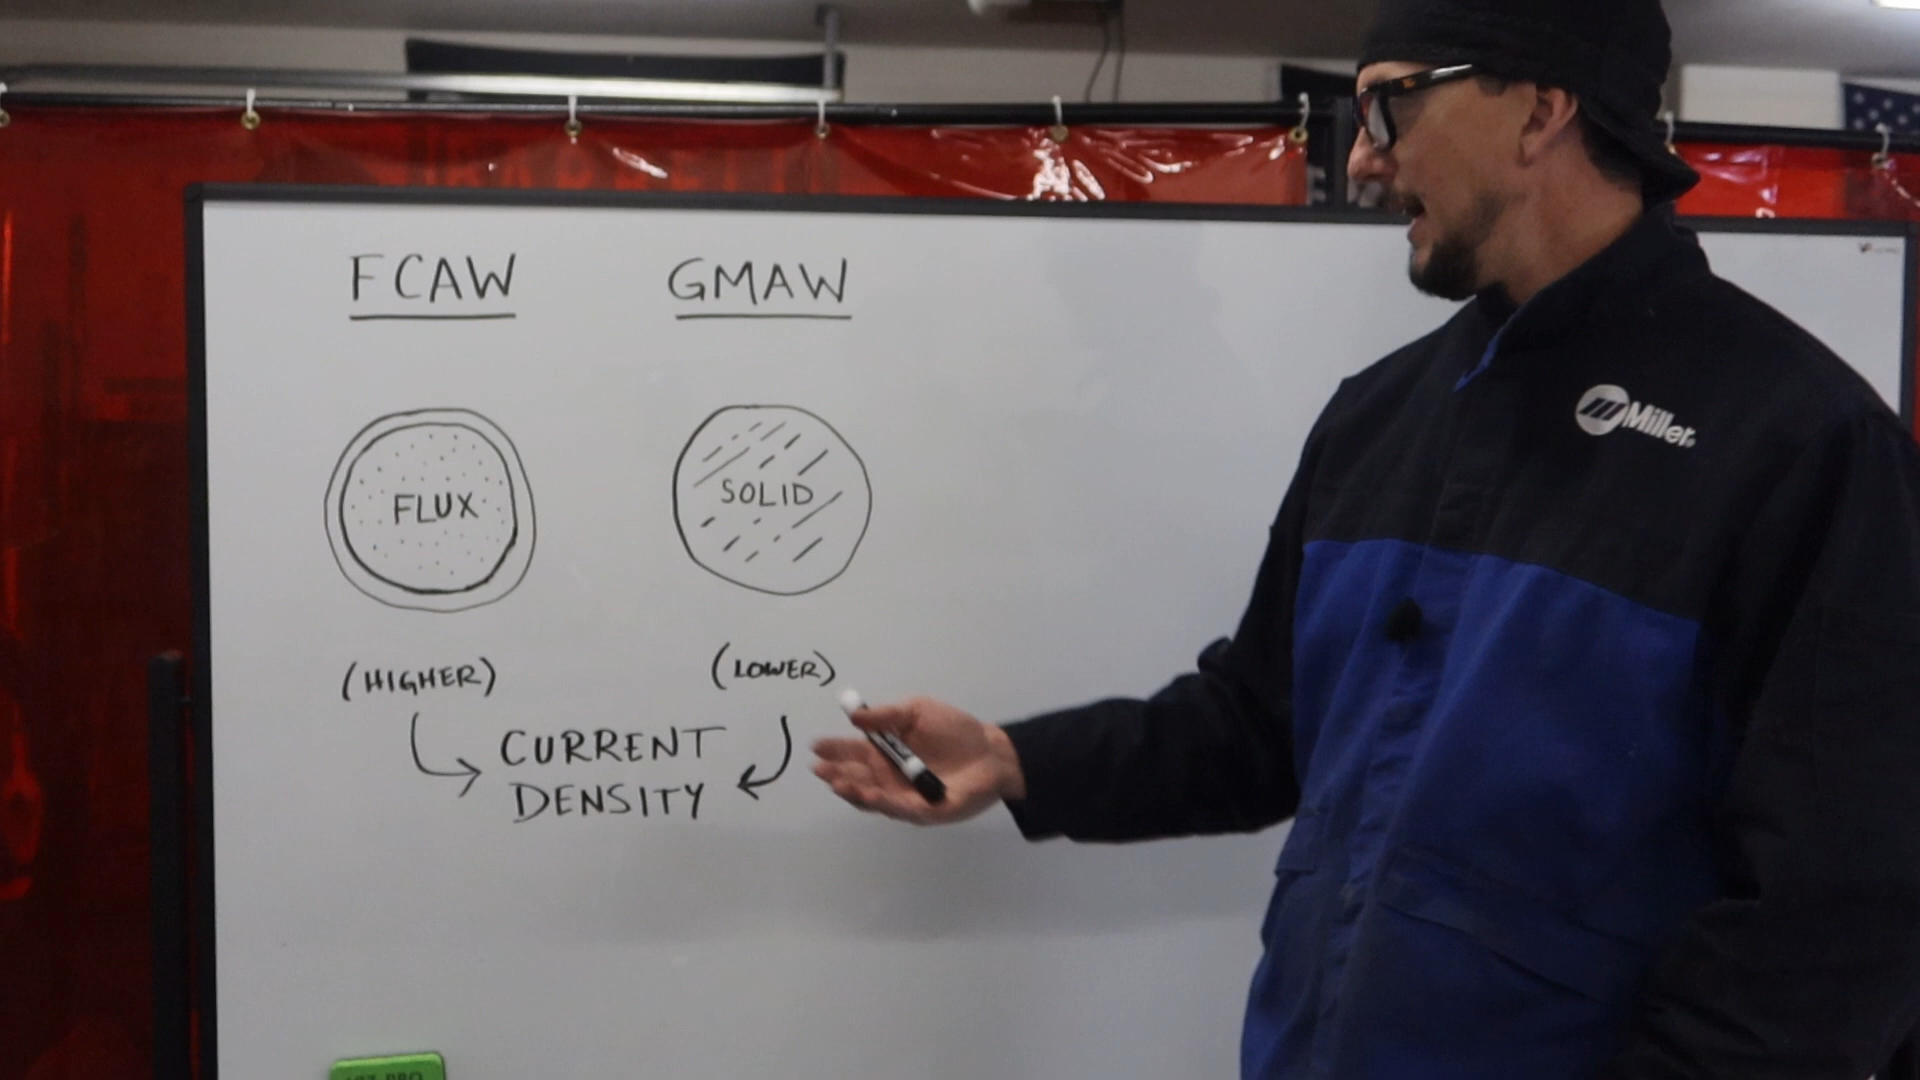 FCAW
GMAW
FLUX
SOLID
(HIGHER)
(LOWER)
CURRENT
DENSITY
Miller